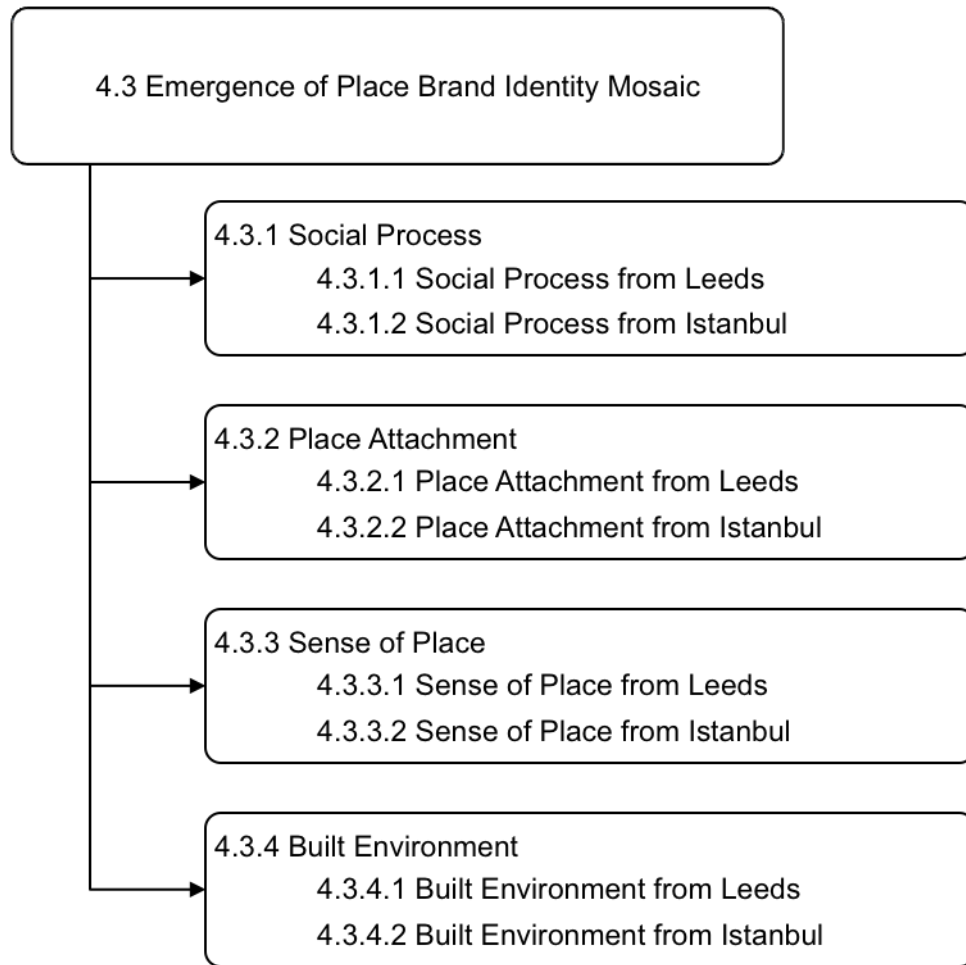 4.3 Emergence of Place Brand Identity Mosaic
4.3.1 Social Process
4.3.1.1 Social Process from Leeds
4.3.1.2 Social Process from Istanbul
4.3.2 Place Attachment
4.3.2.1 Place Attachment from Leeds
4.3.2.2 Place Attachment from Istanbul
4.3.3 Sense of Place
4.3.3.1 Sense of Place from Leeds
4.3.3.2 Sense of Place from Istanbul
4.3.4 Built Environment
4.3.4.1 Built Environment from Leeds
4.3.4.2 Built Environment from Istanbul